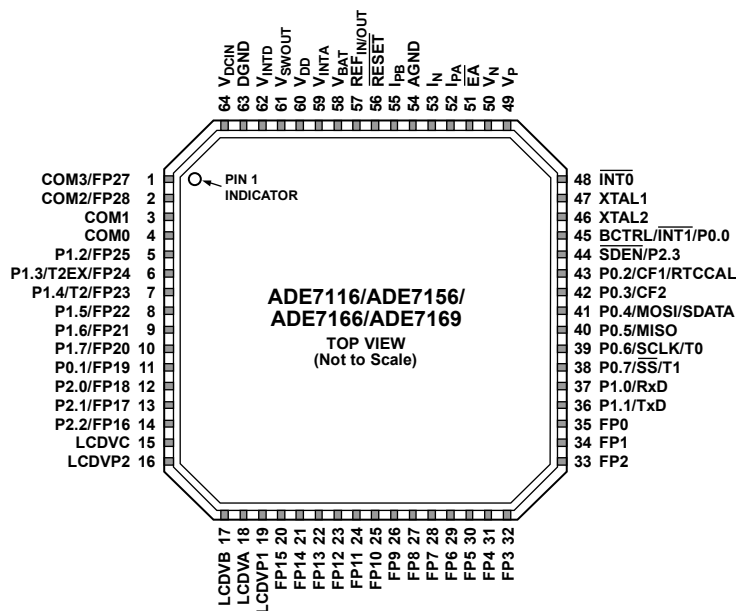 64 VDCIN
63 DGND
62 VINTD
61 VSWOUT
60 VDD
59 VINTA
58 VBAT
57 REFIN/OUT
56 RESET
55 IPB
54 AGND
53 IN
52 IPA
51 EA
50 VN
49 VP
COM3/FP27 1
COM2/FP28 2
COM1 3
COM0 4
P1.2/FP25 5
P1.3/T2EX/FP24 6
P1.4/T2/FP23 7
P1.5/FP22 8
P1.6/FP21 9
P1.7/FP20 10
P0.1/FP19 11
P2.0/FP18 12
P2.1/FP17 13
P2.2/FP16 14
LCDVC 15
LCDVP2 16
PIN 1
INDICATOR
ADE7116/ADE7156/
ADE7166/ADE7169
TOP VIEW
(Not to Scale)
48 INT0
47 XTAL1
46 XTAL2
45 BCTRL/INT1/P0.0
44 SDEN/P2.3
43 P0.2/CF1/RTCCAL
42 P0.3/CF2
41 P0.4/MOSI/SDATA
40 P0.5/MISO
39 P0.6/SCLK/T0
38 P0.7/SS/T1
37 P1.0/RxD
36 P1.1/TxD
35 FP0
34 FP1
33 FP2
LCDVB 17
LCDVA 18
LCDVP1 19
FP15 20
FP14 21
FP13 22
FP12 23
FP11 24
FP10 25
FP9 26
FP8 27
FP7 28
FP6 29
FP5 30
FP4 31
FP3 32